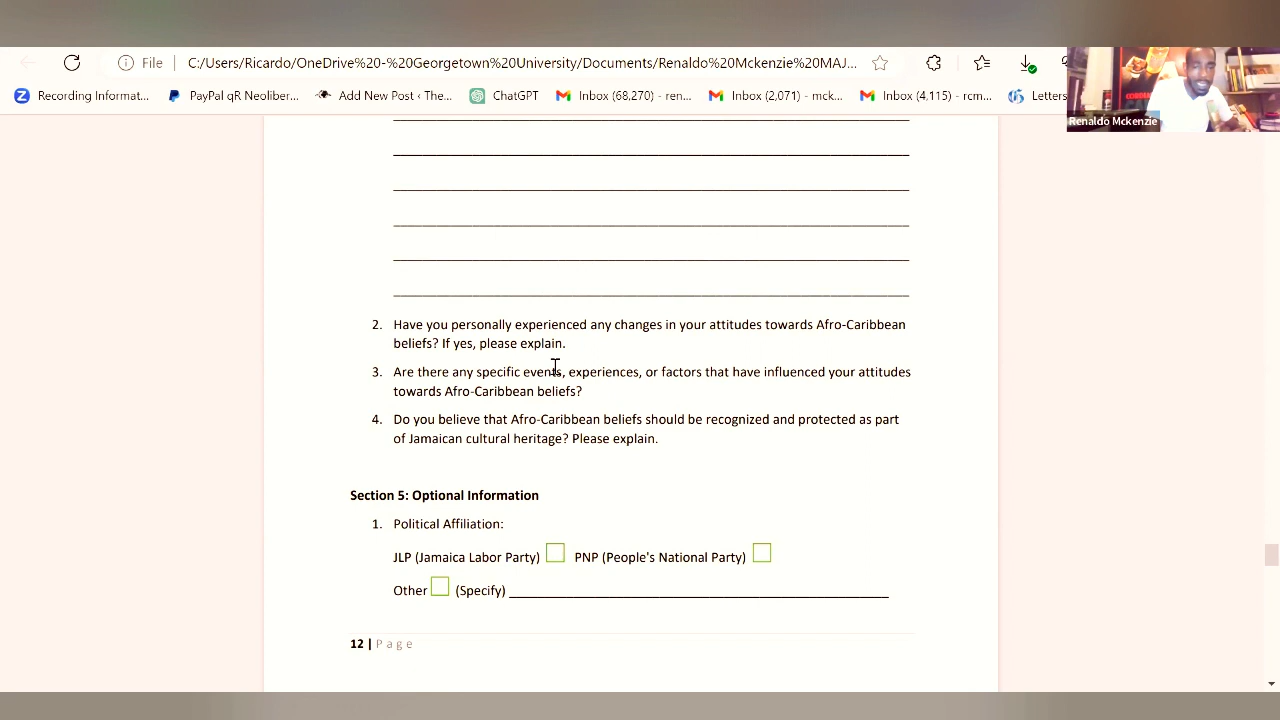 File
C:/Users/Ricardo/OneDrive%20-%20Georgetown%20University/Documents/Renaldo%20Mckenzie%20MAJ...
Recording Informat... PayPal qR Neoliber... Add New Post ‹ The... ChatGPT Inbox (68,270) - ren... Inbox (2,071) - mck... Inbox (4,115) - rcm... Letters
Renaldo Mckenzie
2. Have you personally experienced any changes in your attitudes towards Afro-Caribbean
beliefs? If yes, please explain.
3. Are there any specific events, experiences, or factors that have influenced your attitudes
towards Afro-Caribbean beliefs?
4. Do you believe that Afro-Caribbean beliefs should be recognized and protected as part
of Jamaican cultural heritage? Please explain.
Section 5: Optional Information
1. Political Affiliation:
JLP (Jamaica Labor Party) PNP (People's National Party)
Other (Specify)
12 | Page